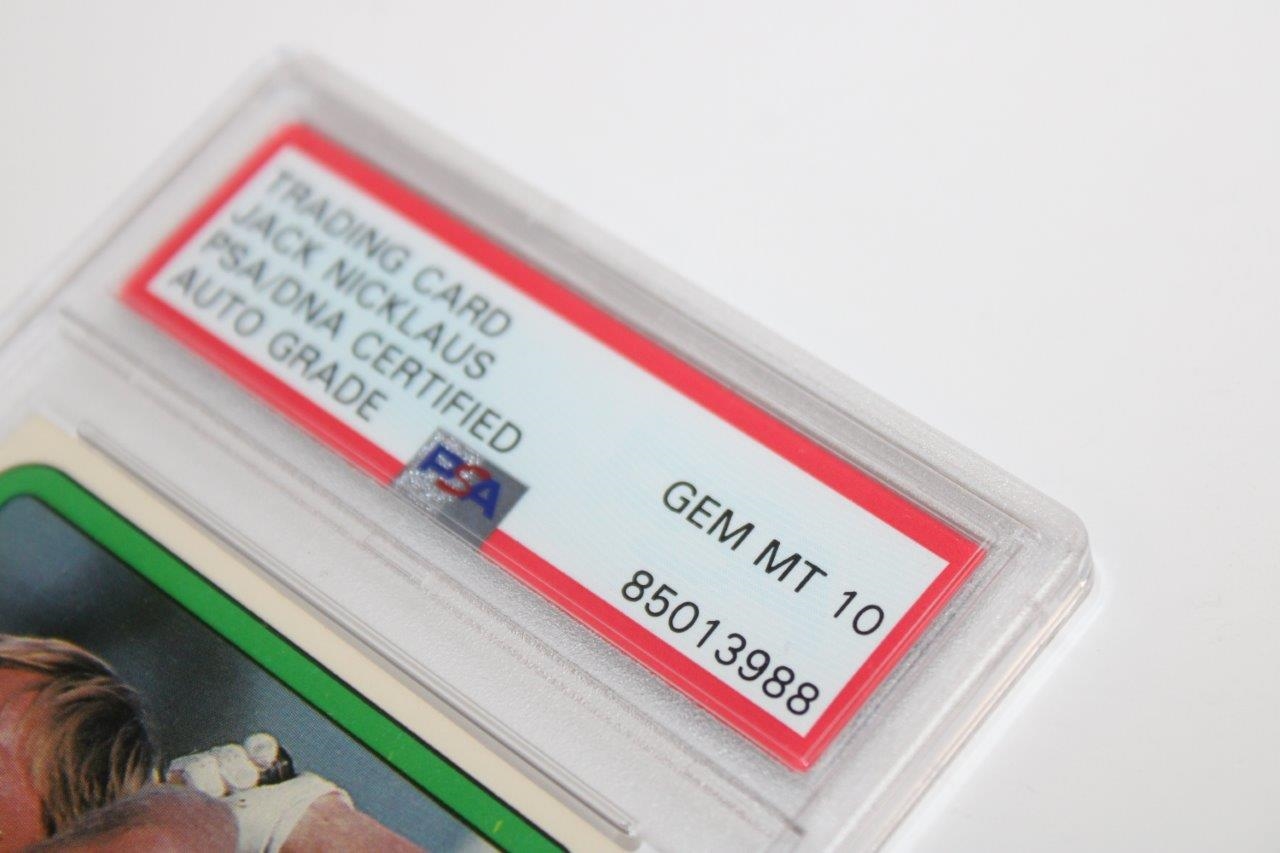 TRADING CARD
JACK NICKLAUS
PSA/DNA CERTIFIED
AUTO GRADE
PSA
GEM MT 10
85013988